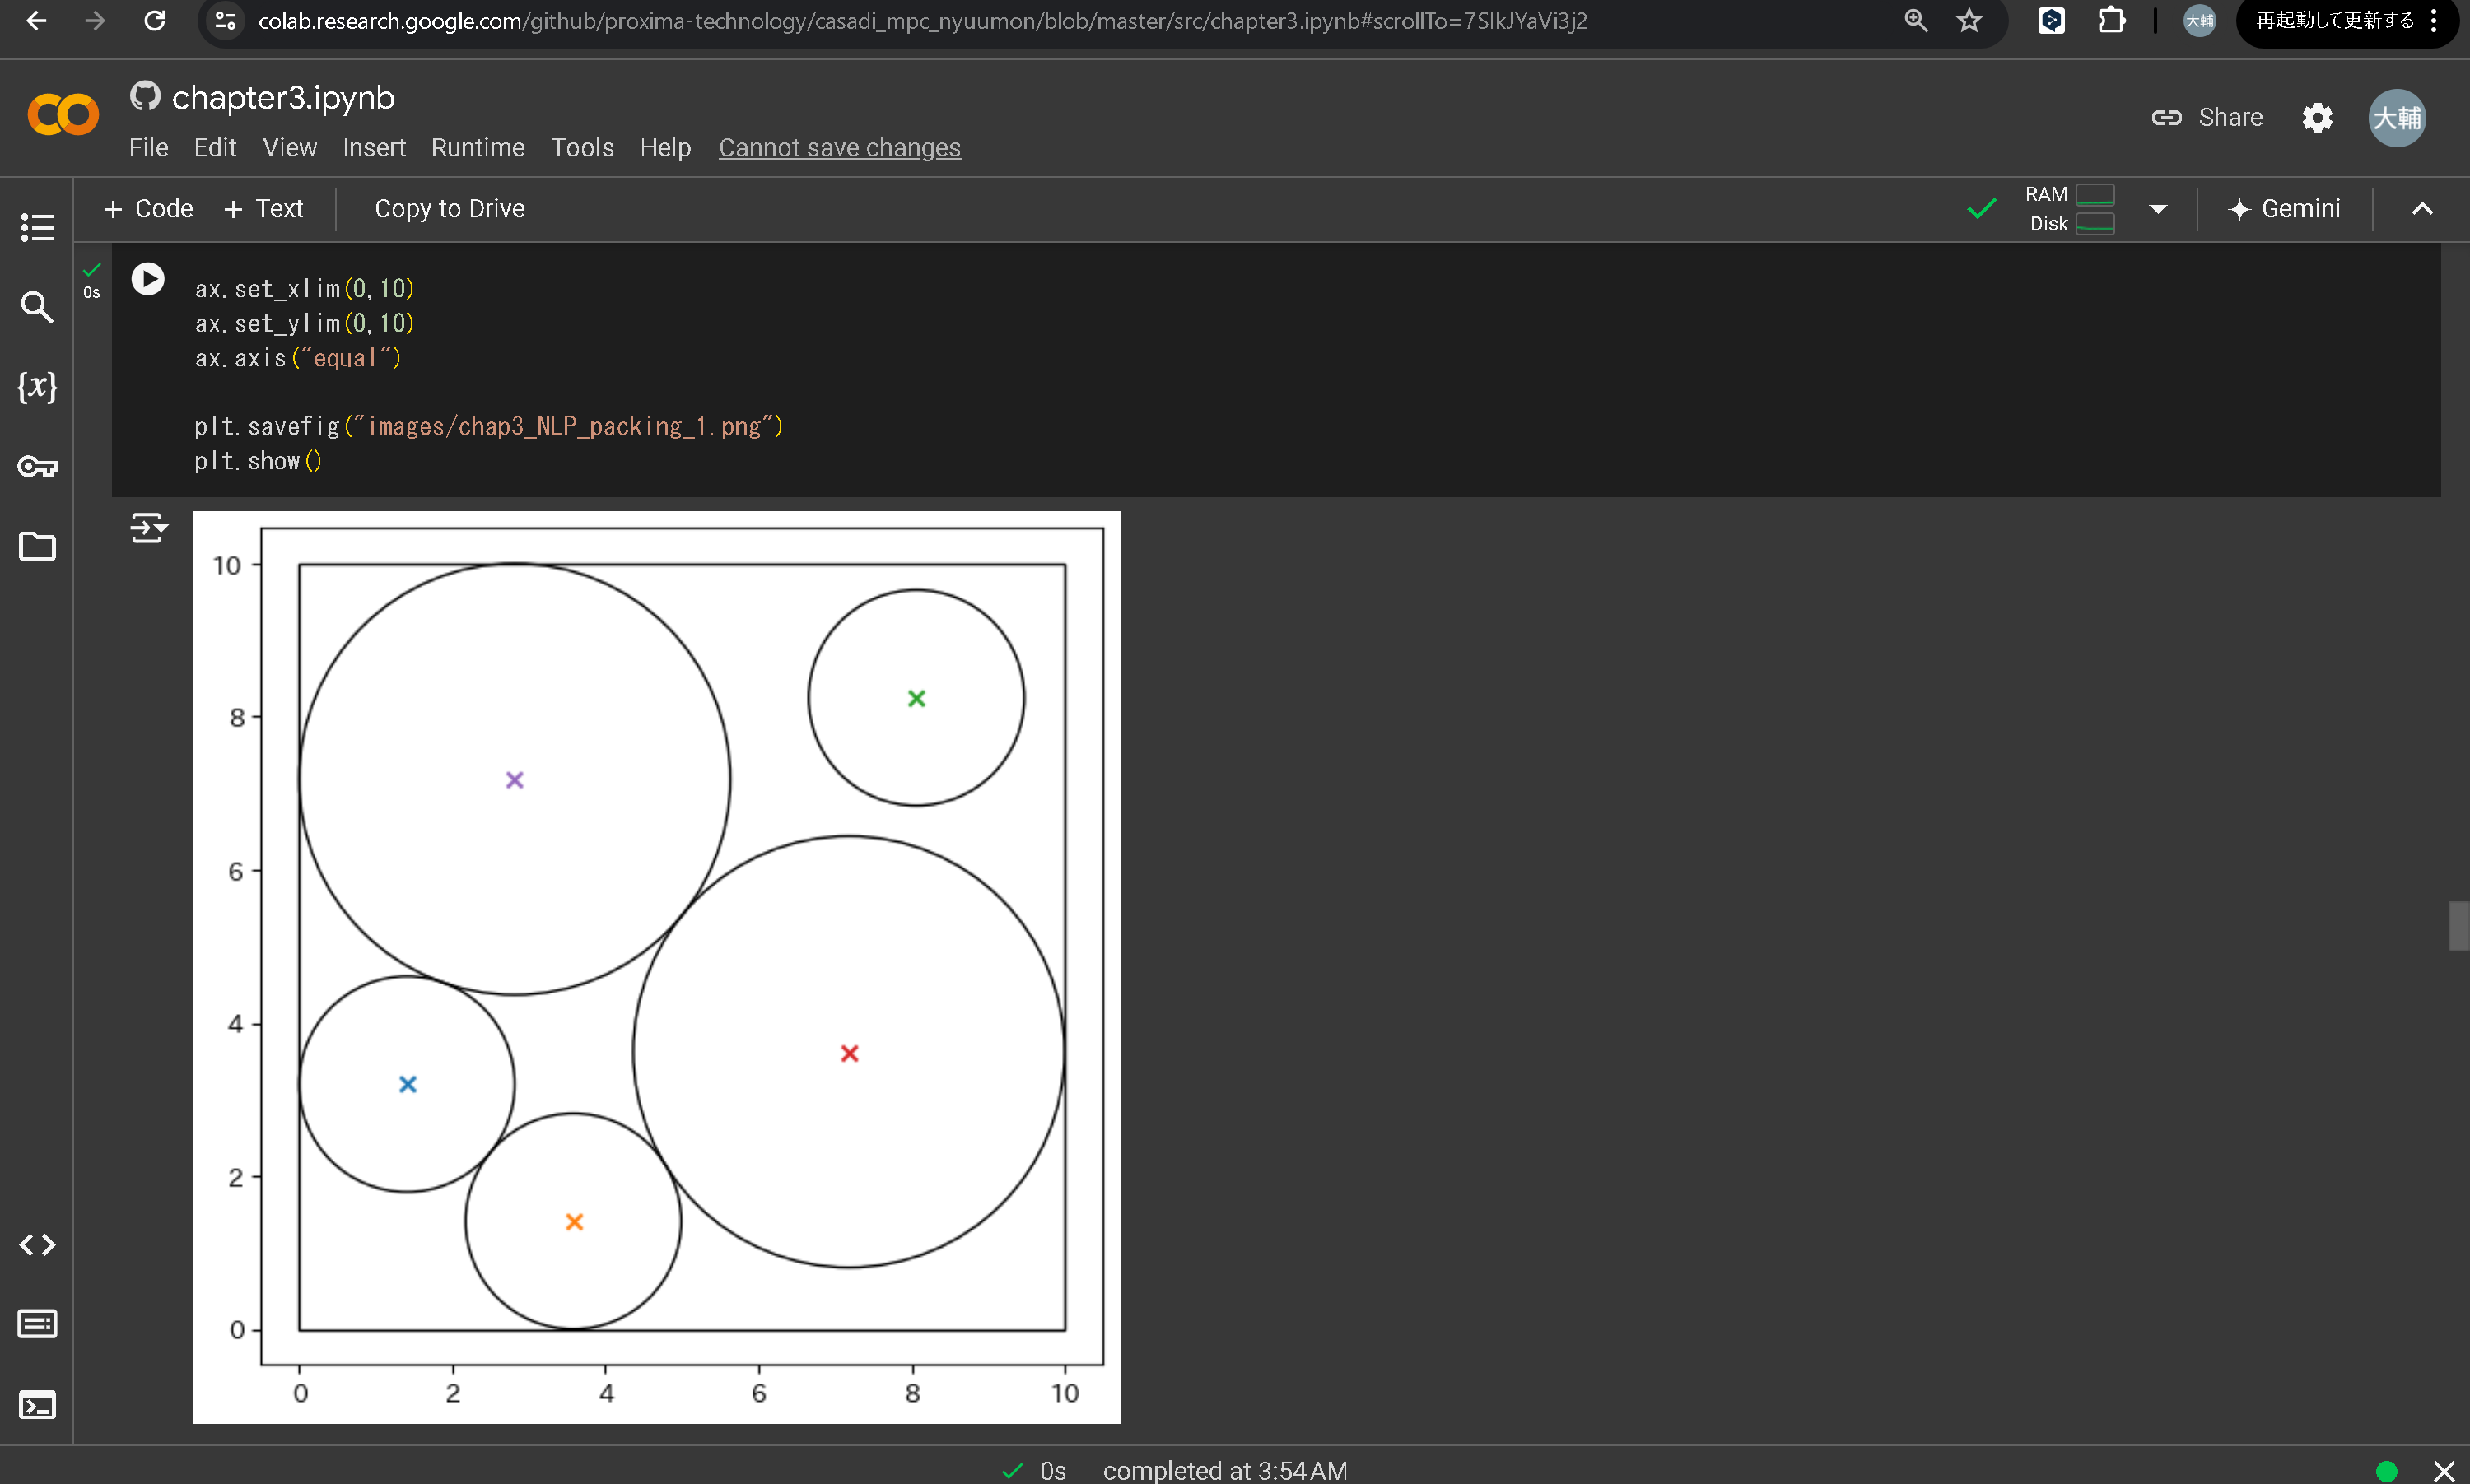 colab.research.google.com/github/proxima-technology/casadi_mpc_nyuumon/blob/master/src/chapter3.ipynb#scrollTo=7SlkJYaVi3j2
大輔
再起動して更新する
chapter3.ipynb
Share
大輔
File Edit View Insert Runtime Tools Help Cannot save changes
+ Code + Text Copy to Drive
RAM
Disk
Gemini
{x}
0s
ax.set_xlim(0,10)
ax.set_ylim(0,10)
ax.axis("equal")
plt.savefig("images/chap3_NLP_packing_1.png")
plt.show()
10
8
6
4
2
0
0 2 4 6 8 10
0s completed at 3:54 AM